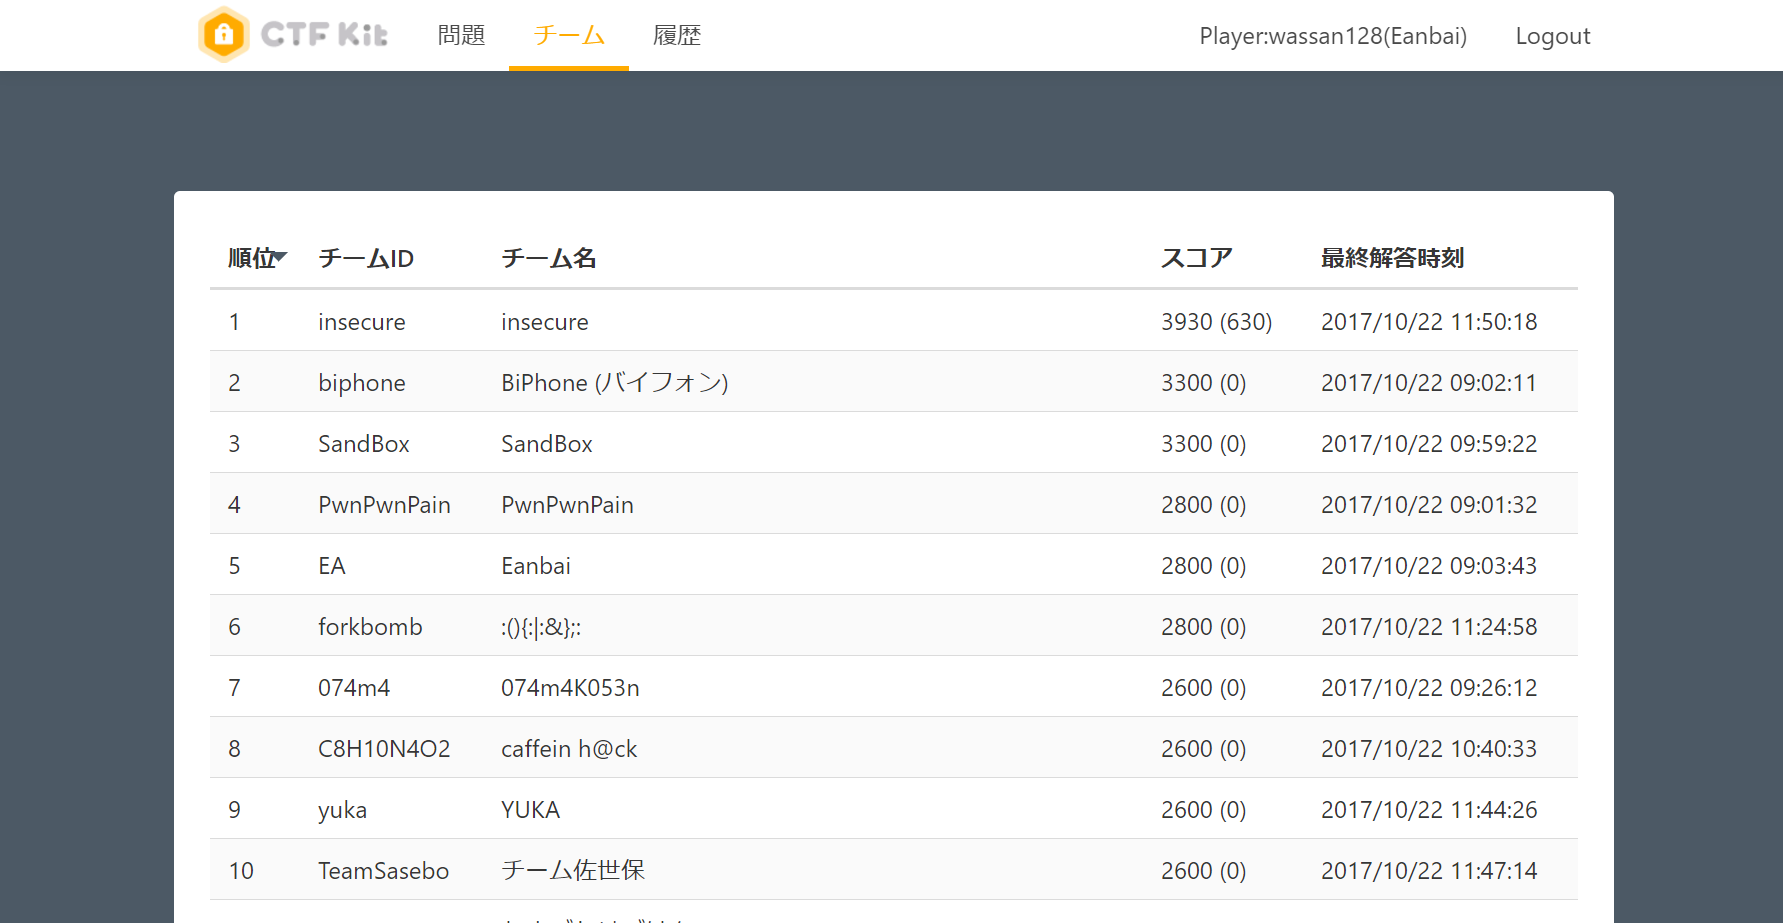 CTF Kit 問題 チーム 履歴 Player:wassan128(Eanbai) Logout
順位 チームID チーム名 スコア 最終解答時刻
1 insecure insecure 3930 (630) 2017/10/22 11:50:18
2 biphone BiPhone (バイフォン) 3300 (0) 2017/10/22 09:02:11
3 SandBox SandBox 3300 (0) 2017/10/22 09:59:22
4 PwnPwnPain PwnPwnPain 2800 (0) 2017/10/22 09:01:32
5 EA Eanbai 2800 (0) 2017/10/22 09:03:43
6 forkbomb :(){:|:&};: 2800 (0) 2017/10/22 11:24:58
7 074m4 074m4K053n 2600 (0) 2017/10/22 09:26:12
8 C8H10N4O2 caffein h@ck 2600 (0) 2017/10/22 10:40:33
9 yuka YUKA 2600 (0) 2017/10/22 11:44:26
10 TeamSasebo チーム佐世保 2600 (0) 2017/10/22 11:47:14